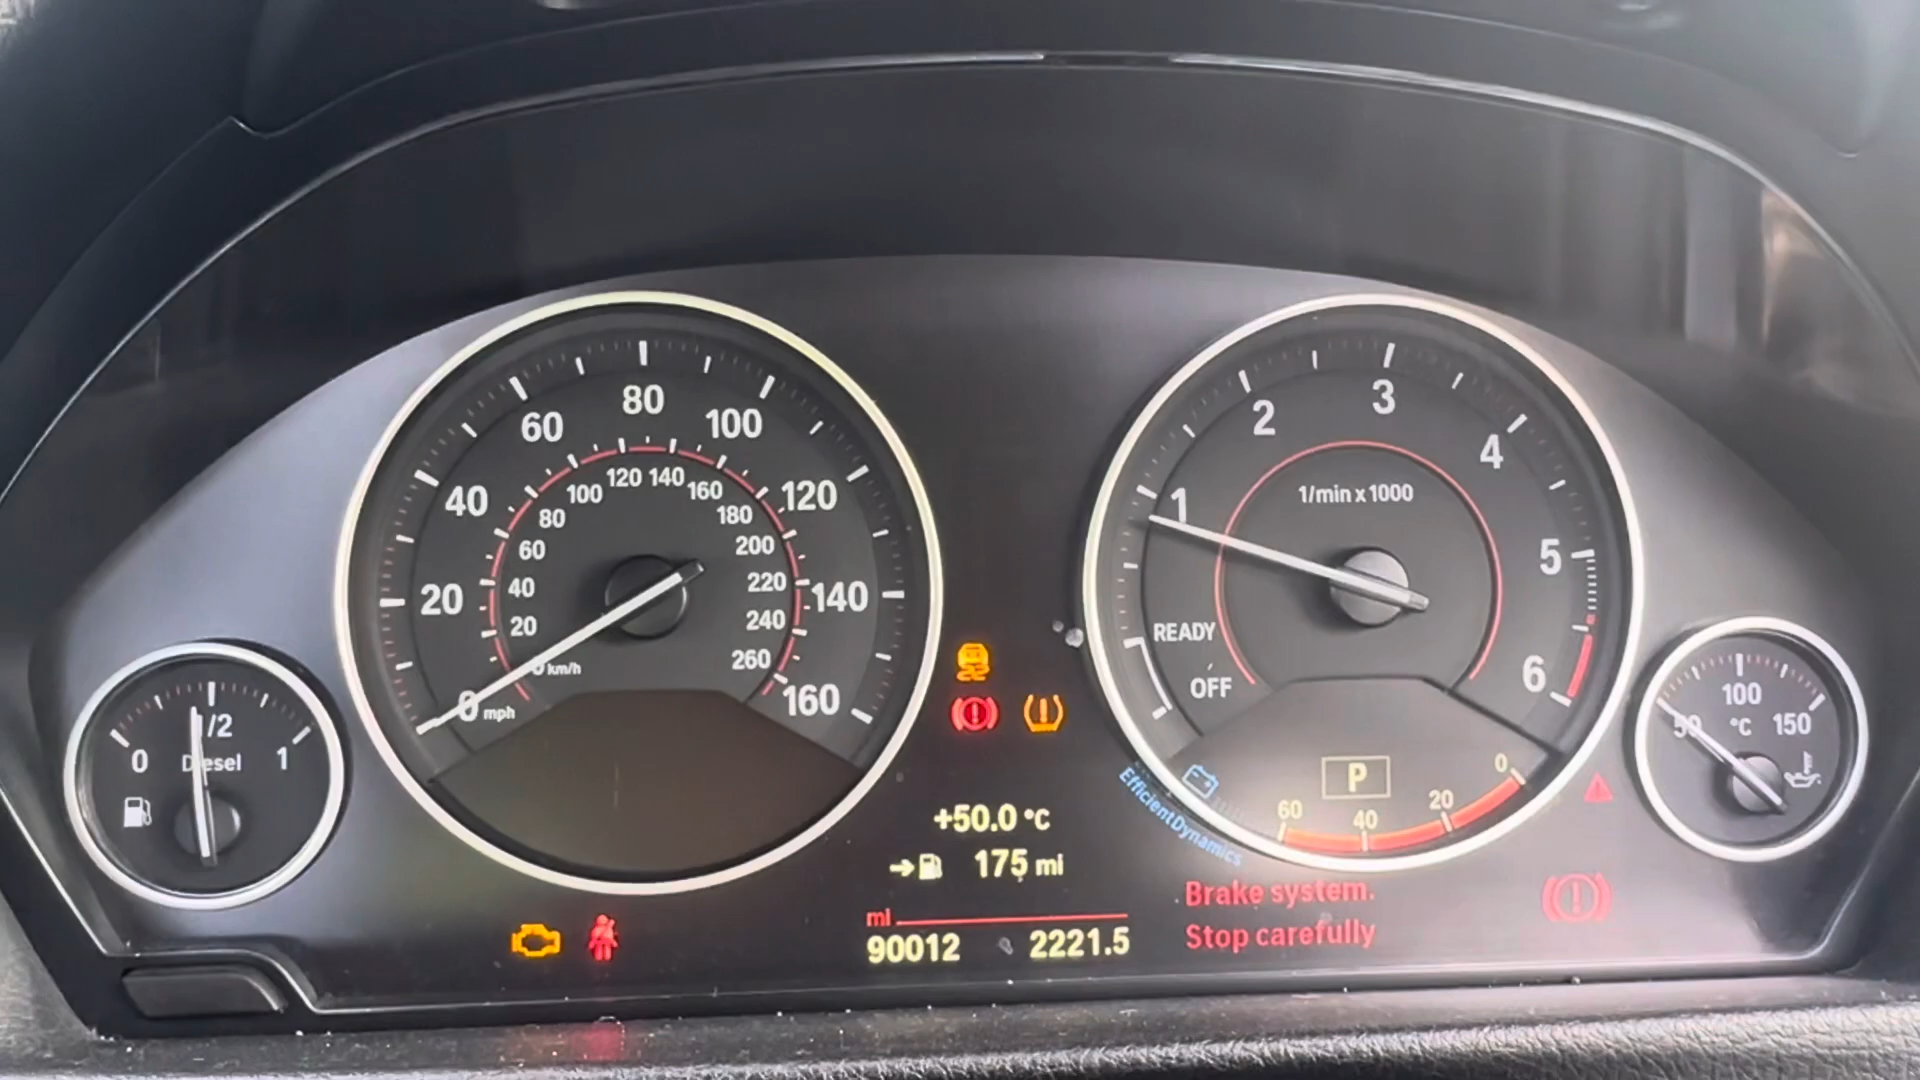 20
40
60
80
100
120
140
160
mph
20
40
60
80
100
120
140
160
180
200
220
240
260
km/h
0
1/2
1
Diesel
1
2
3
4
5
6
1/min x 1000
READY
OFF
P
60
40
20
0
EfficientDynamics
50
100
150
°C
+50.0 °C
175 mi
mi
90012 2221.5
Brake system.
Stop carefully